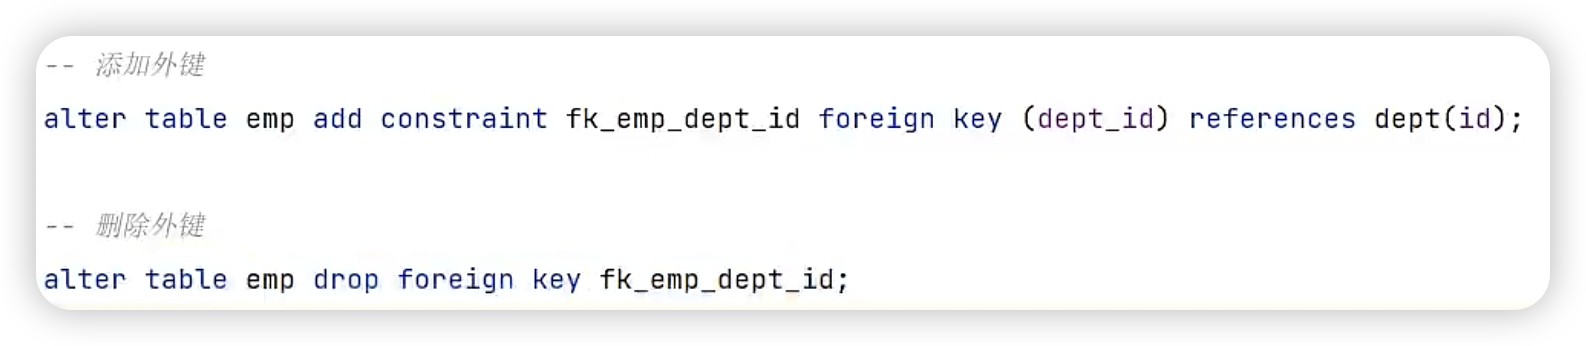 -- 添加外键
alter table emp add constraint fk_emp_dept_id foreign key (dept_id) references dept(id);
-- 删除外键
alter table emp drop foreign key fk_emp_dept_id;